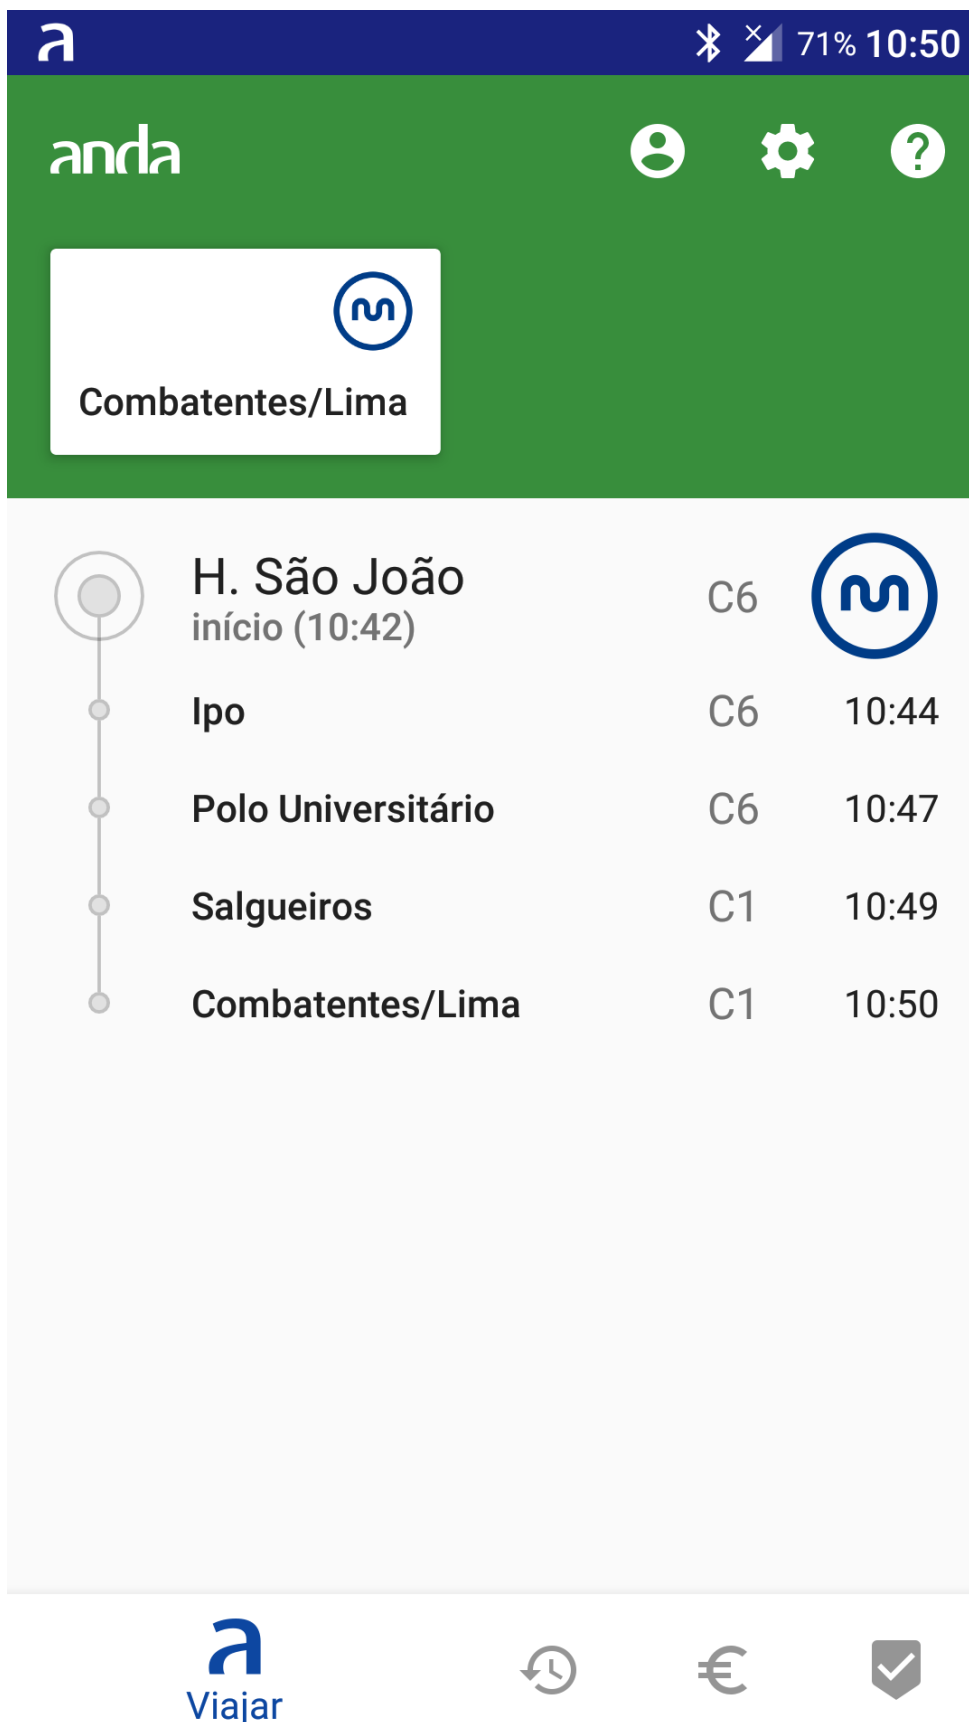 a 71% 10:50
anda
Combatentes/Lima
H. São João C6
início (10:42)
Ipo C6 10:44
Polo Universitário C6 10:47
Salgueiros C1 10:49
Combatentes/Lima C1 10:50
a €
Viajar